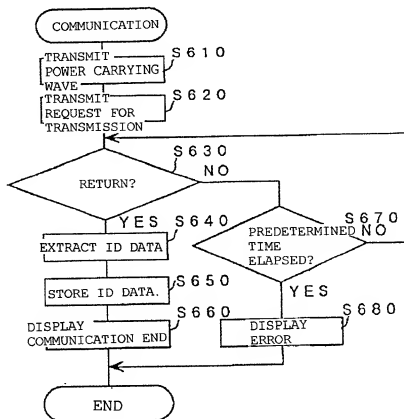 COMMUNICATION
S610
TRANSMIT
POWER CARRYING
WAVE
S620
TRANSMIT
REQUEST FOR
TRANSMISSION
S630
RETURN?
NO
YES
S640
EXTRACT ID DATA
S670
PREDETERMINED
TIME
ELAPSED?
NO
YES
S650
STORE ID DATA.
S660
DISPLAY
COMMUNICATION END
S680
DISPLAY
ERROR
END